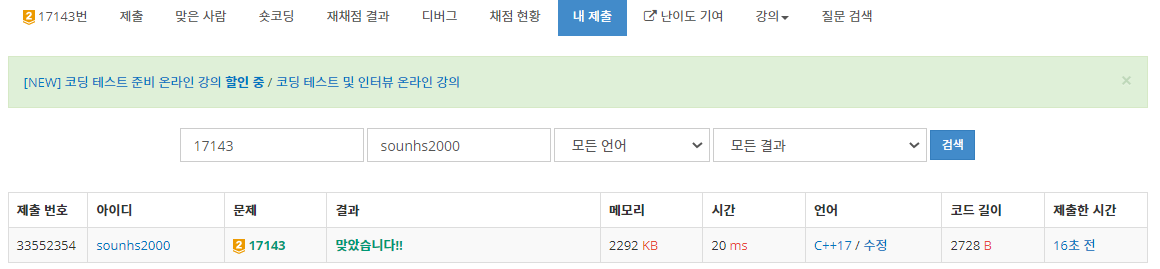 2 17143번 제출 맞은 사람 숏코딩 재채점 결과 디버그 채점 현황 내 제출 난이도 기여 강의 질문 검색
[NEW] 코딩 테스트 준비 온라인 강의 할인 중 / 코딩 테스트 및 인터뷰 온라인 강의 ×
17143 sounhs2000 모든 언어 모든 결과 검색
제출 번호 아이디 문제 결과 메모리 시간 언어 코드 길이 제출한 시간
33552354 sounhs2000 2 17143 맞았습니다!! 2292 KB 20 ms C++17 / 수정 2728 B 16초 전